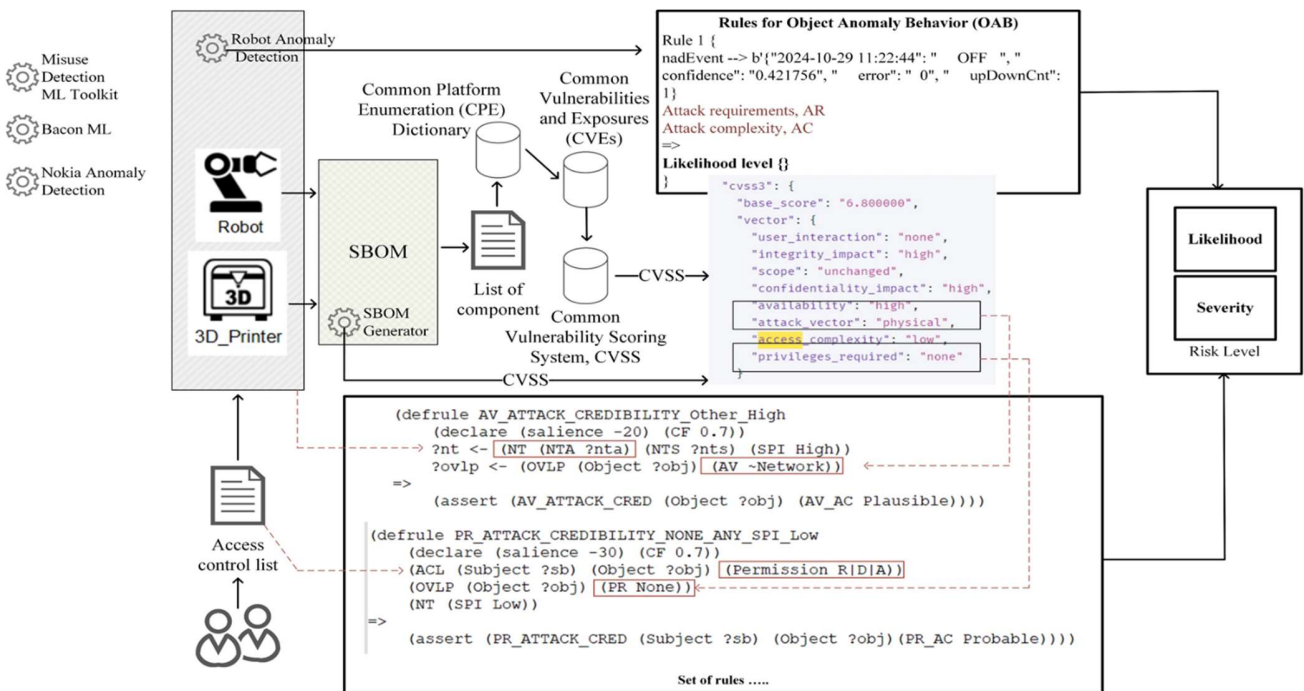 Misuse
Detection
ML Toolkit
Bacon ML
Nokia Anomaly
Detection
Robot Anomaly
Detection
Robot
3D
3D_Printer
SBOM
SBOM
Generator
Common Platform
Enumeration (CPE)
Dictionary
Common
Vulnerabilities
and Exposures
(CVEs)
List of
component
Common
Vulnerability Scoring
System, CVSS
CVSS
CVSS
Rules for Object Anomaly Behavior (OAB)
Rule 1 {
nadEvent --> b'{"2024-10-29 11:22:44": " OFF ", "
confidence": "0.421756", " error": " 0", " upDownCnt":
1}
Attack requirements, AR
Attack complexity, AC
=>
Likelihood level {}
}
"cvss3": {
"base_score": "6.800000",
"vector": {
"user_interaction": "none",
"integrity_impact": "high",
"scope": "unchanged",
"confidentiality_impact": "high",
"availability": "high",
"attack_vector": "physical",
"access_complexity": "low",
"privileges_required": "none"
}
Likelihood
Severity
Risk Level
Access
control list
(defrule AV_ATTACK_CREDIBILITY_Other_High
(declare (salience -20) (CF 0.7))
?nt <- (NT (NTA ?nta) (NTS ?nts) (SPI High))
?ovlp <- (OVLP (Object ?obj) (AV ~Network))
=>
(assert (AV_ATTACK_CRED (Object ?obj) (AV_AC Plausible))))
(defrule PR_ATTACK_CREDIBILITY_NONE_ANY_SPI_Low
(declare (salience -30) (CF 0.7))
(ACL (Subject ?sb) (Object ?obj) (Permission R|D|A))
(OVLP (Object ?obj) (PR None))
(NT (SPI Low))
=>
(assert (PR_ATTACK_CRED (Subject ?sb) (Object ?obj)(PR_AC Probable))))
Set of rules .....